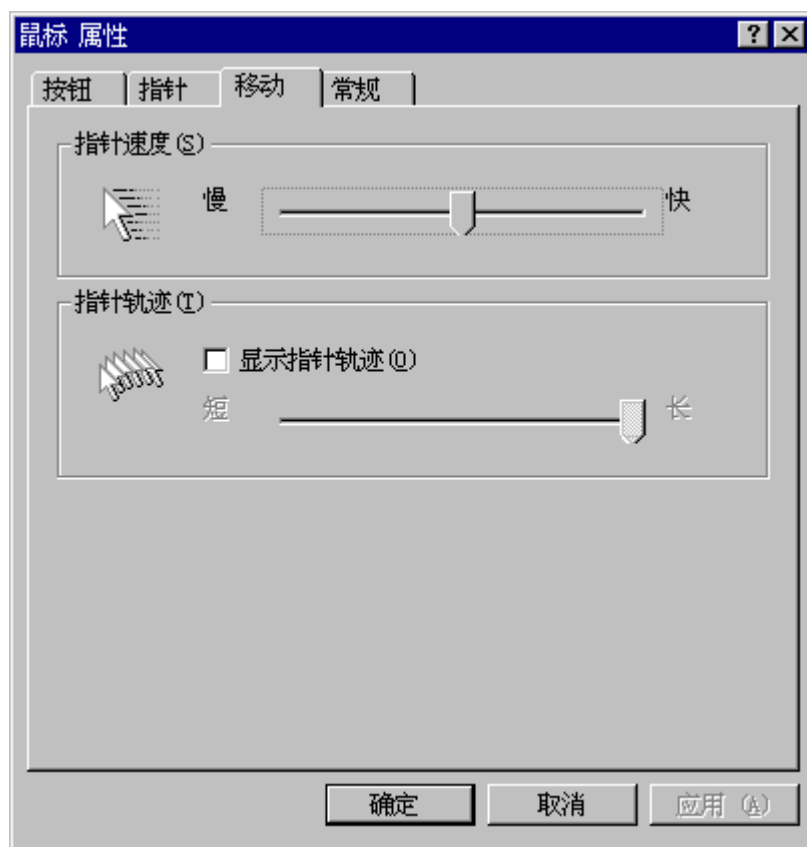 鼠标 属性
按钮 指针 移动 常规
指针速度(S)
慢 快
指针轨迹(T)
显示指针轨迹(O)
短 长
确定 取消 应用 (A)